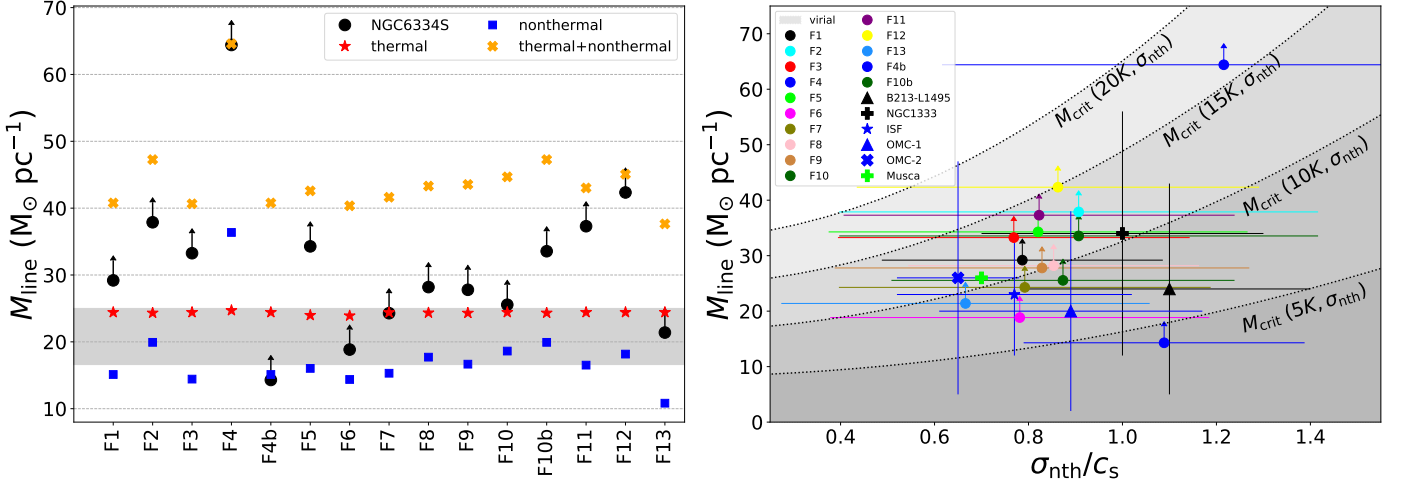 70
60
50
40
30
20
10
M_line (M⊙ pc⁻¹)
NGC6334S
thermal
nonthermal
thermal+nonthermal
F1
F2
F3
F4
F4b
F5
F6
F7
F8
F9
F10
F10b
F11
F12
F13
70
60
50
40
30
20
10
0
M_line (M⊙ pc⁻¹)
virial
F1
F2
F3
F4
F5
F6
F7
F8
F9
F10
F11
F12
F13
F4b
F10b
B213-L1495
NGC1333
ISF
OMC-1
OMC-2
Musca
M_crit (20K, σ_nth)
M_crit (15K, σ_nth)
M_crit (10K, σ_nth)
M_crit (5K, σ_nth)
0.4
0.6
0.8
1.0
1.2
1.4
σ_nth/c_s